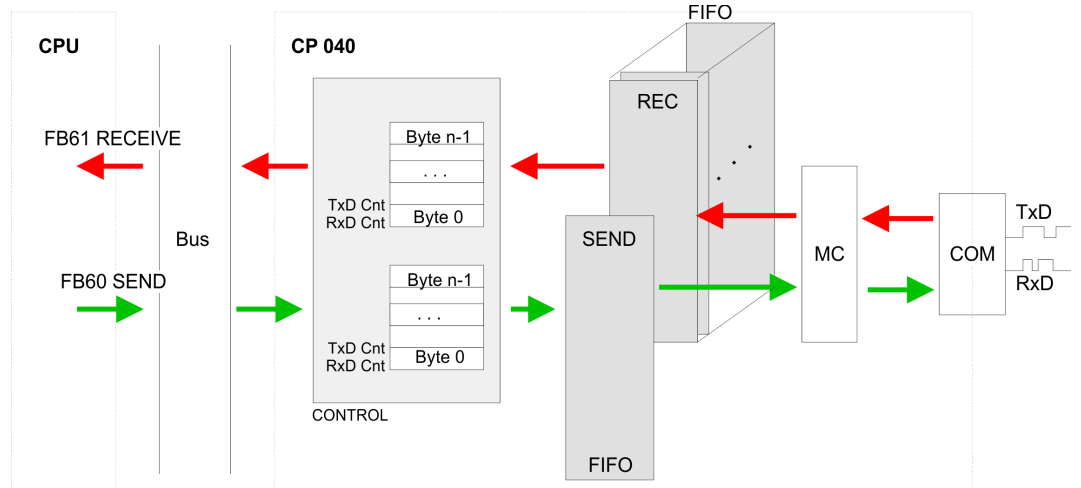 FIFO
CPU
CP 040
REC
FB61 RECEIVE
Byte n-1
. . .
TxD Cnt
RxD Cnt
Byte 0
TxD
SEND
Bus
MC
COM
FB60 SEND
Byte n-1
. . .
RxD
TxD Cnt
RxD Cnt
Byte 0
CONTROL
FIFO